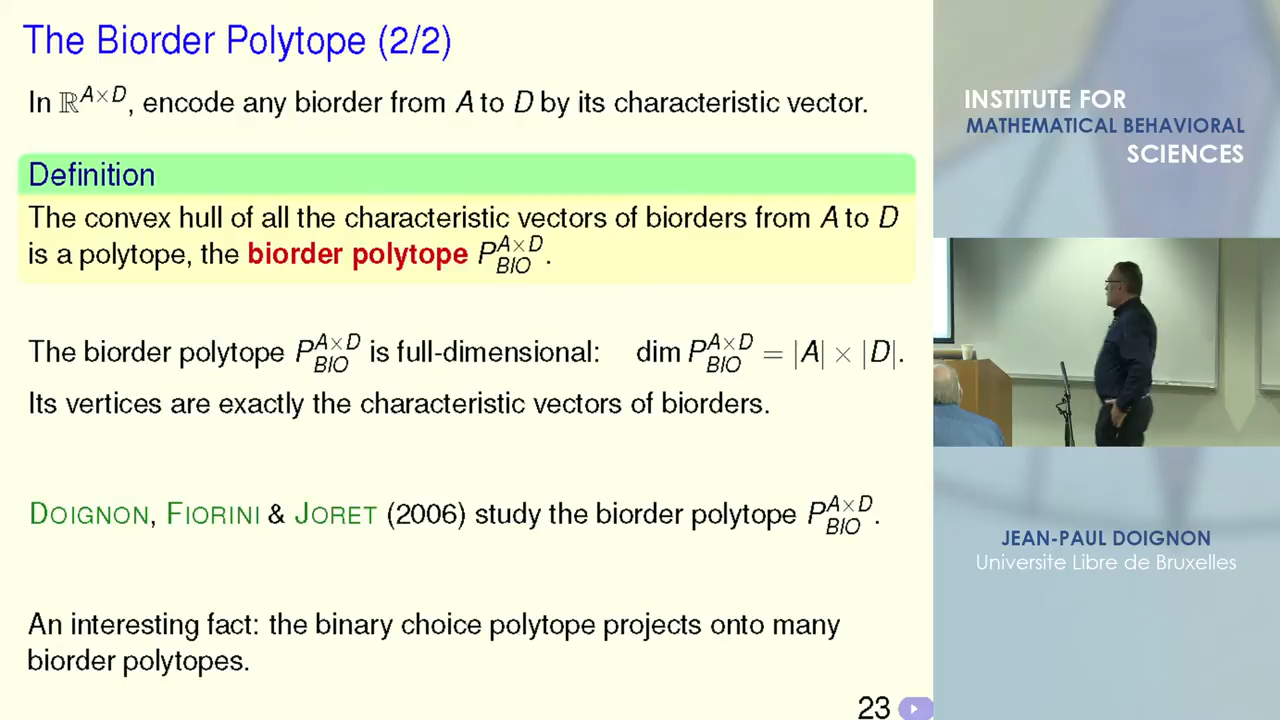 The Biorder Polytope (2/2)
In ℝ^{A×D}, encode any biorder from A to D by its characteristic vector.
Definition
The convex hull of all the characteristic vectors of biorders from A to D
is a polytope, the biorder polytope P^{A×D}_{BIO}.
The biorder polytope P^{A×D}_{BIO} is full-dimensional: dim P^{A×D}_{BIO} = |A| × |D|.
Its vertices are exactly the characteristic vectors of biorders.
DOIGNON, FIORINI & JORET (2006) study the biorder polytope P^{A×D}_{BIO}.
An interesting fact: the binary choice polytope projects onto many
biorder polytopes.
23
INSTITUTE FOR
MATHEMATICAL BEHAVIORAL
SCIENCES
JEAN-PAUL DOIGNON
Universite Libre de Bruxelles